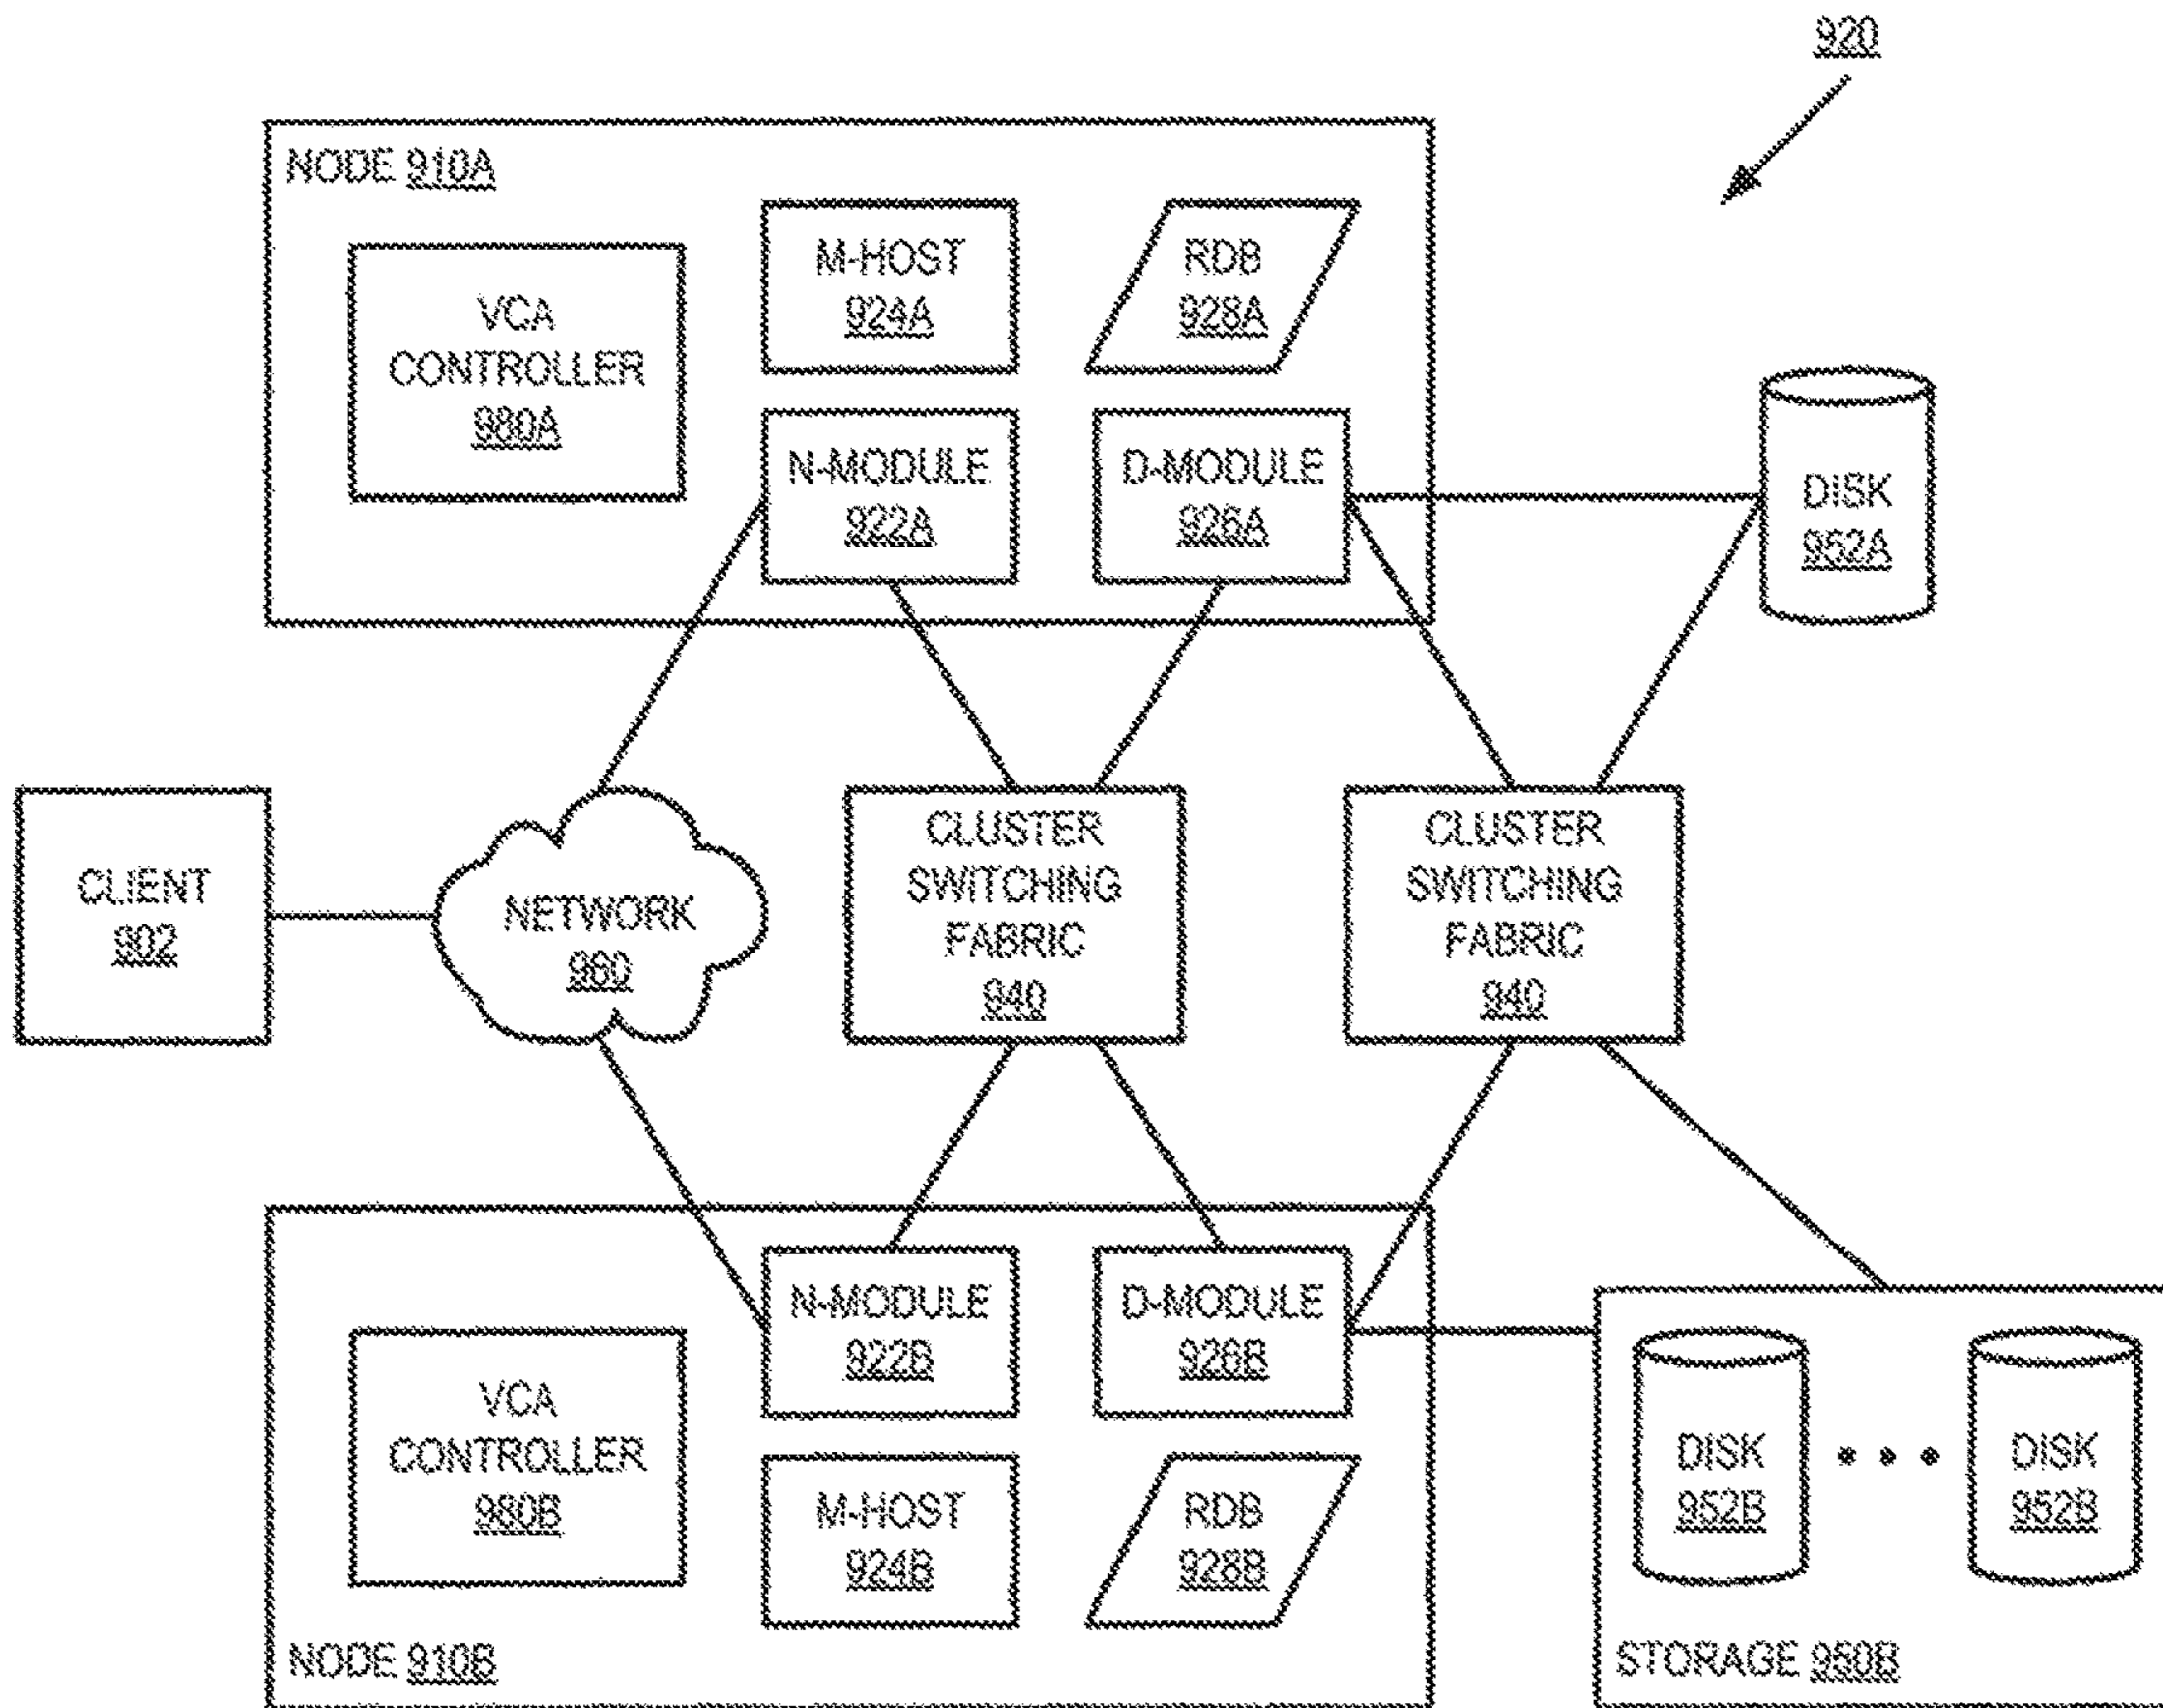 920
NODE 910A
VCA
CONTROLLER
980A
M-HOST
924A
RDB
928A
N-MODULE
922A
D-MODULE
926A
DISK
952A
CLIENT
902
NETWORK
960
CLUSTER
SWITCHING
FABRIC
940
CLUSTER
SWITCHING
FABRIC
940
N-MODULE
922B
D-MODULE
926B
VCA
CONTROLLER
980B
M-HOST
924B
RDB
928B
NODE 910B
DISK
952B
• • •
DISK
952B
STORAGE 950B